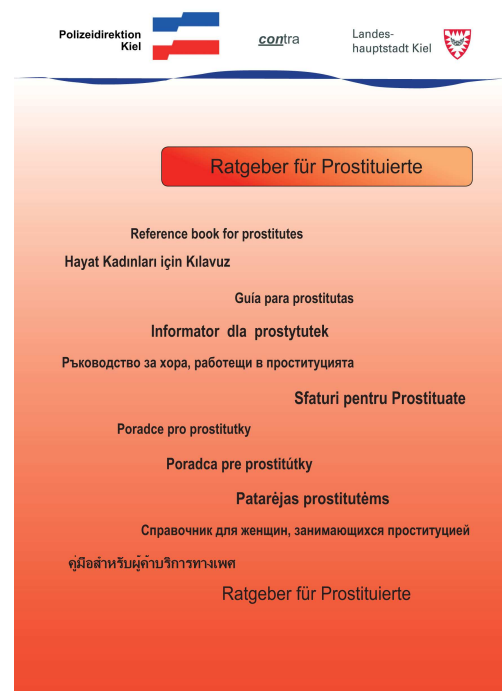 Polizeidirektion
Kiel
contra
Landes-
hauptstadt Kiel
Ratgeber für Prostituierte
Reference book for prostitutes
Hayat Kadınları için Kılavuz
Guía para prostitutas
Informator dla prostytutek
Ръководство за хора, работещи в проституцията
Sfaturi pentru Prostituate
Poradce pro prostitutky
Poradca pre prostitútky
Patarėjas prostitutėms
Справочник для женщин, занимающихся проституцией
คู่มือสำหรับผู้ค้าบริการทางเพศ
Ratgeber für Prostituierte